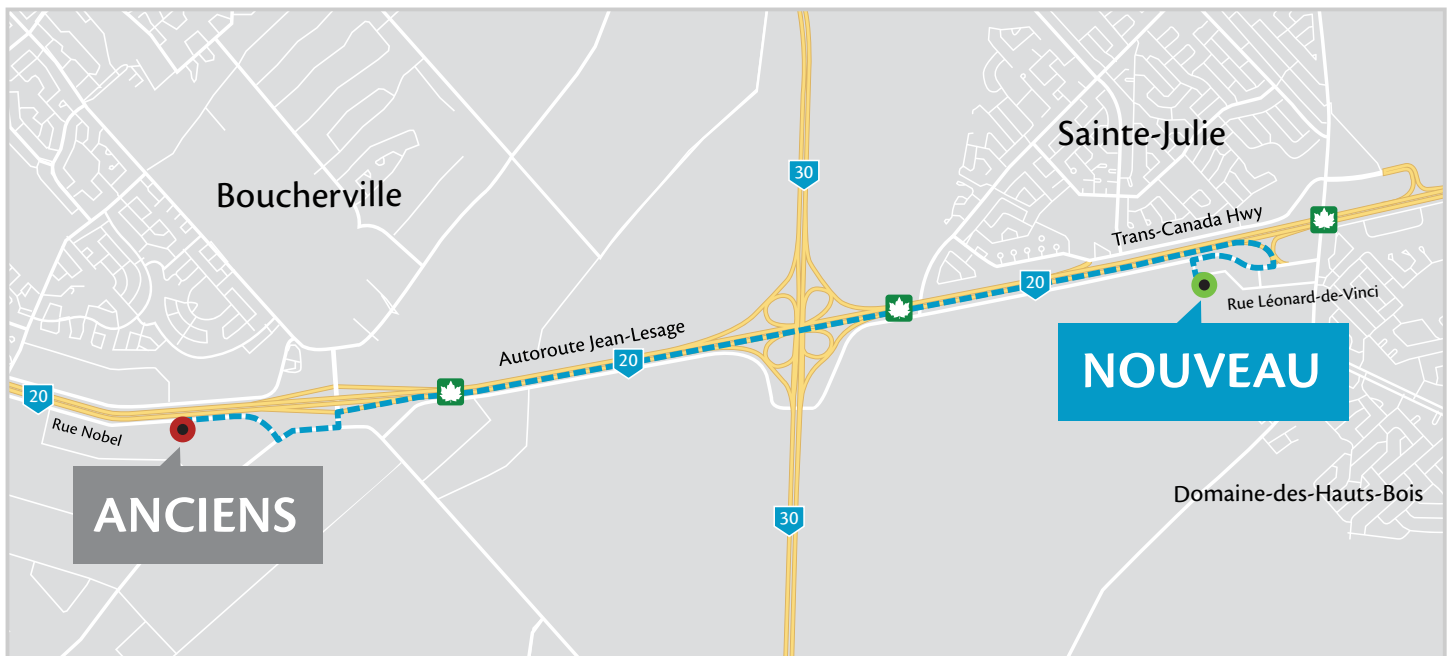 Sainte-Julie
30
Boucherville
Trans-Canada Hwy
20
Rue Léonard-de-Vinci
Autoroute Jean-Lesage
20
NOUVEAU
20
Rue Nobel
ANCIENS
Domaine-des-Hauts-Bois
30